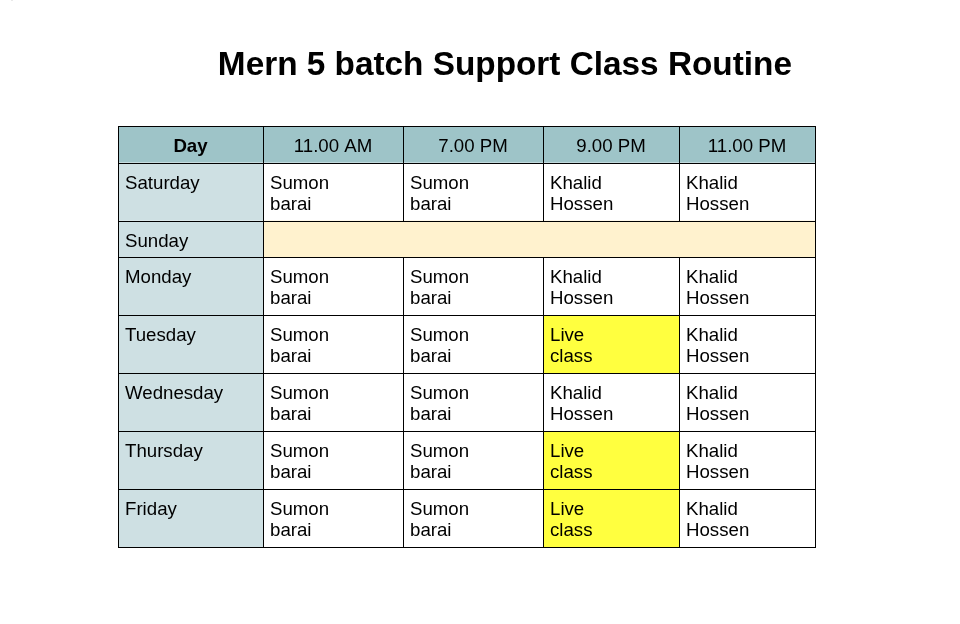 Mern 5 batch Support Class Routine
Day 11.00 AM 7.00 PM 9.00 PM 11.00 PM
Saturday Sumon barai Sumon barai Khalid Hossen Khalid Hossen
Sunday
Monday Sumon barai Sumon barai Khalid Hossen Khalid Hossen
Tuesday Sumon barai Sumon barai Live class Khalid Hossen
Wednesday Sumon barai Sumon barai Khalid Hossen Khalid Hossen
Thursday Sumon barai Sumon barai Live class Khalid Hossen
Friday Sumon barai Sumon barai Live class Khalid Hossen